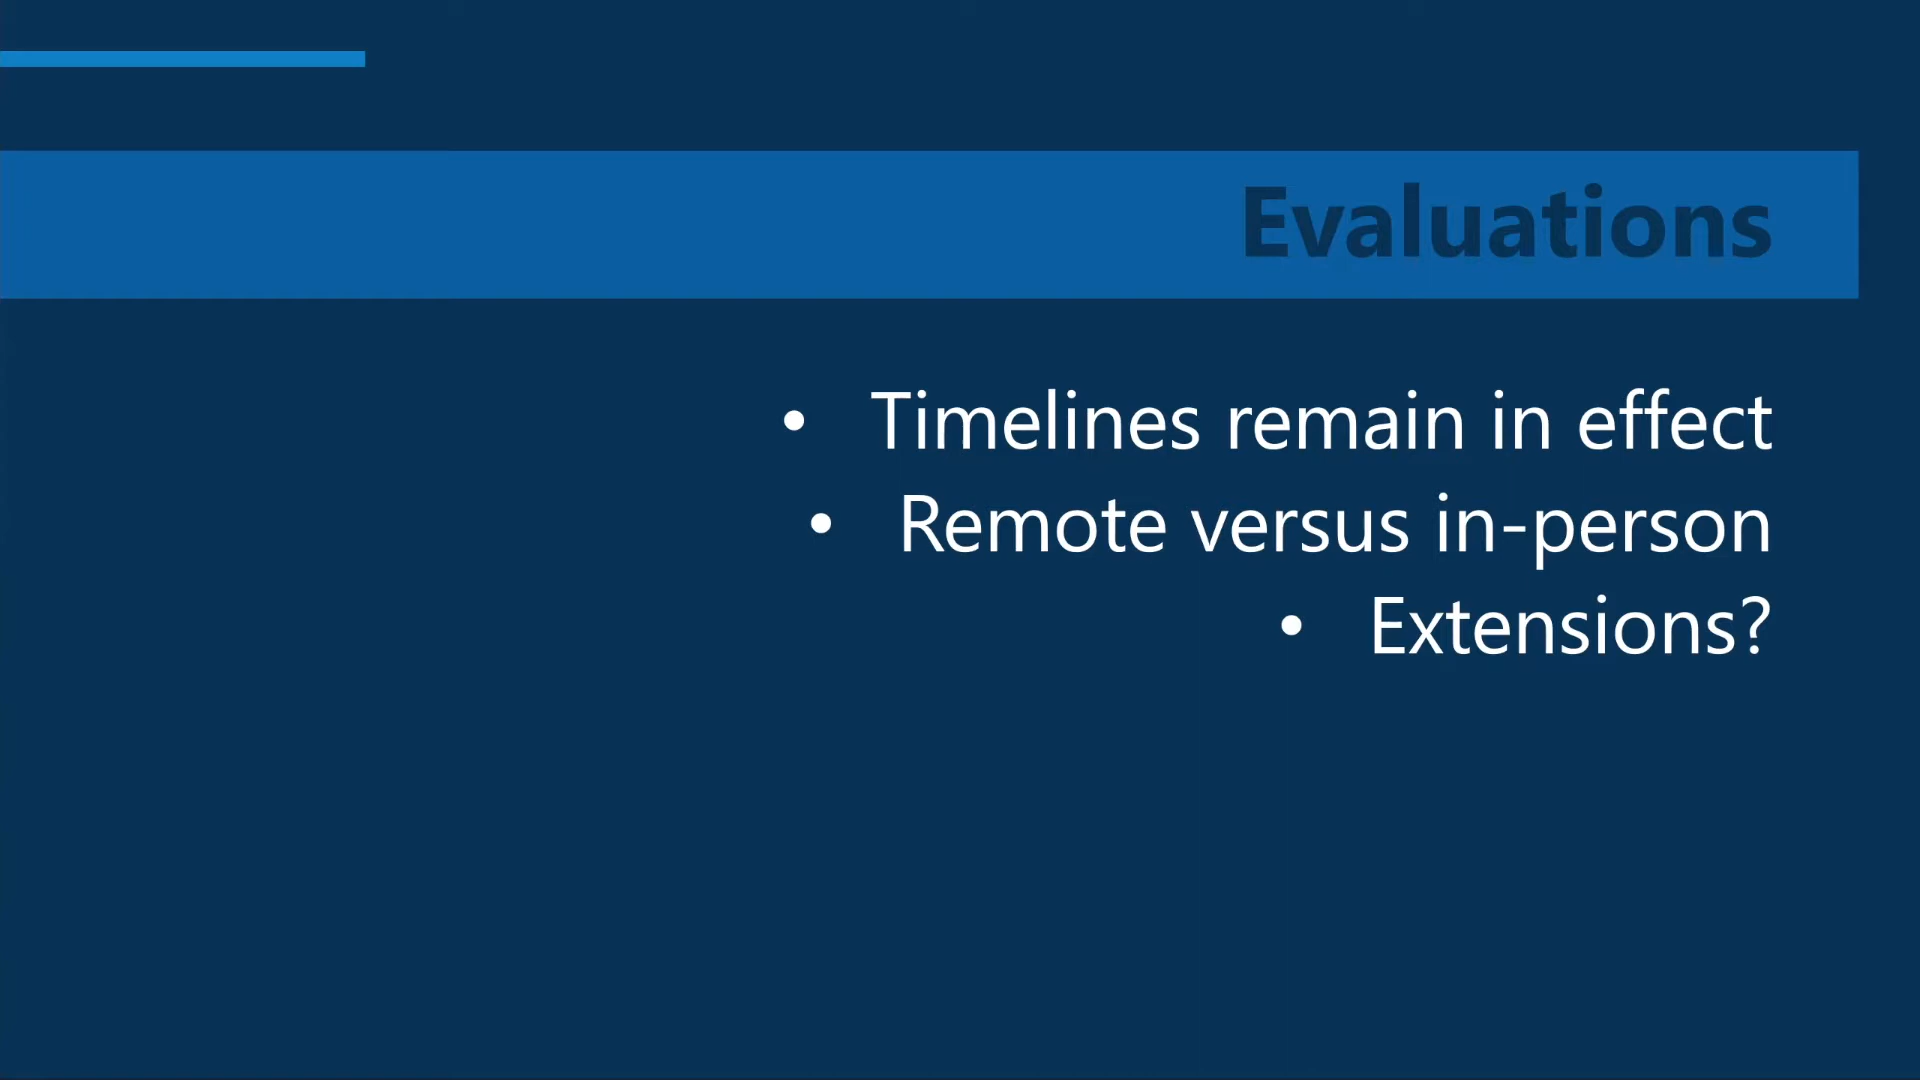 Evaluations
• Timelines remain in effect
• Remote versus in-person
• Extensions?